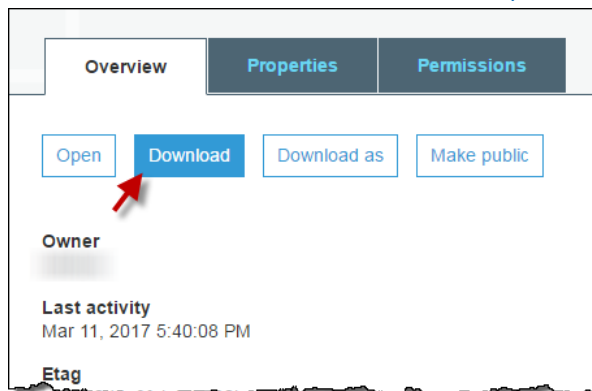 Overview Properties Permissions
Open Download Download as Make public
Owner
Last activity
Mar 11, 2017 5:40:08 PM
Etag